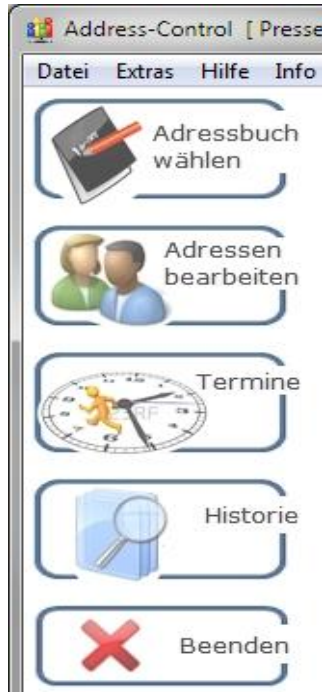 Address-Control [ Presse
Datei Extras Hilfe Info
Adressbuch
wählen
Adressen
bearbeiten
Termine
Historie
Beenden